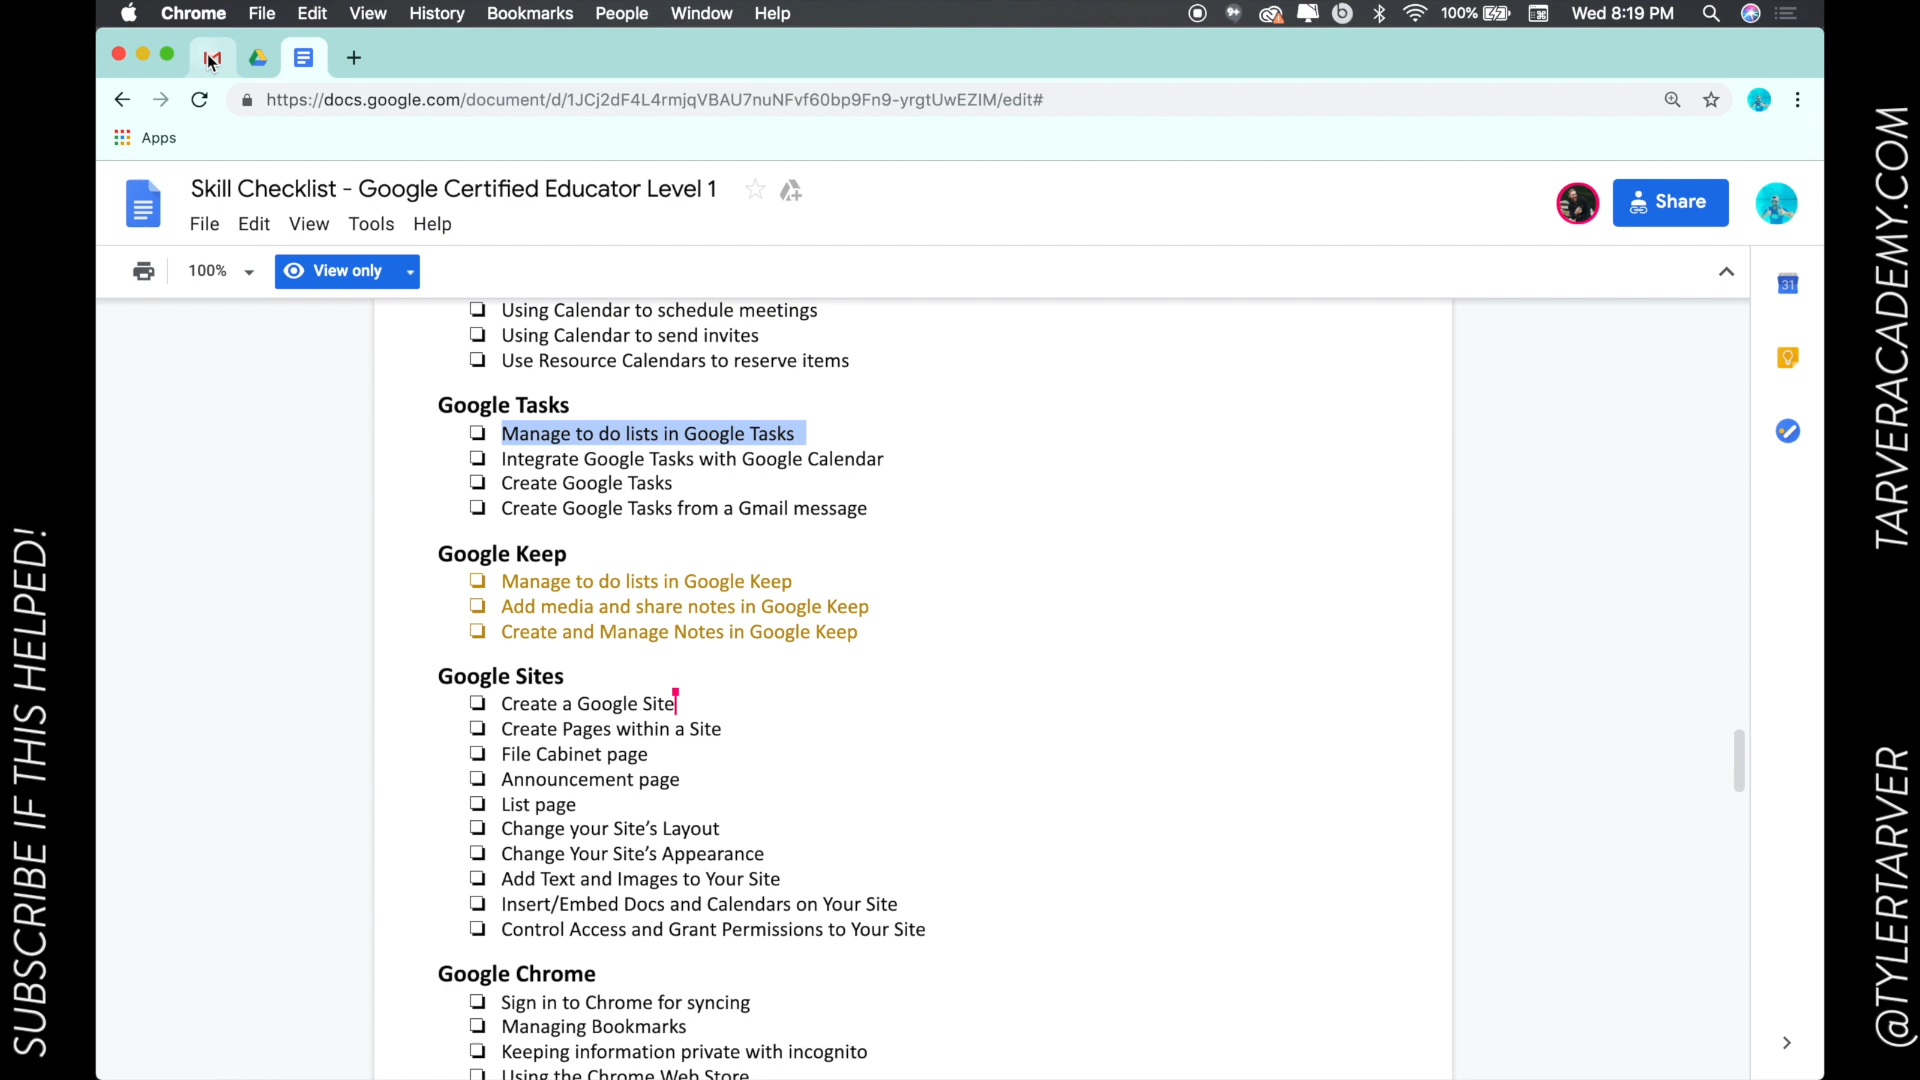 Chrome File Edit View History Bookmarks People Window Help 9+ 100% Wed 8:19 PM
https://docs.google.com/document/d/1JCj2dF4L4rmjqVBAU7nuNFvf60bp9Fn9-yrgtUwEZIM/edit#
Apps
Skill Checklist - Google Certified Educator Level 1
Share
File Edit View Tools Help
100% View only
31
Using Calendar to schedule meetings
Using Calendar to send invites
Use Resource Calendars to reserve items
Google Tasks
Manage to do lists in Google Tasks
Integrate Google Tasks with Google Calendar
Create Google Tasks
Create Google Tasks from a Gmail message
Google Keep
Manage to do lists in Google Keep
Add media and share notes in Google Keep
Create and Manage Notes in Google Keep
Google Sites
Create a Google Site
Create Pages within a Site
File Cabinet page
Announcement page
List page
Change your Site's Layout
Change Your Site's Appearance
Add Text and Images to Your Site
Insert/Embed Docs and Calendars on Your Site
Control Access and Grant Permissions to Your Site
Google Chrome
Sign in to Chrome for syncing
Managing Bookmarks
Keeping information private with incognito
Using the Chrome Web Store
SUBSCRIBE IF THIS HELPED!
TARVERACADEMY.COM
@TYLERTARVER